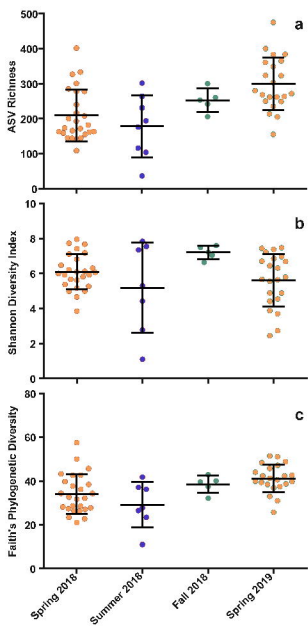 a
ASV Richness
500
400
300
200
100
0
b
Shannon Diversity Index
10
8
6
4
2
0
c
Faith's Phylogenetic Diversity
80
60
40
20
0
Spring 2018
Summer 2018
Fall 2018
Spring 2019